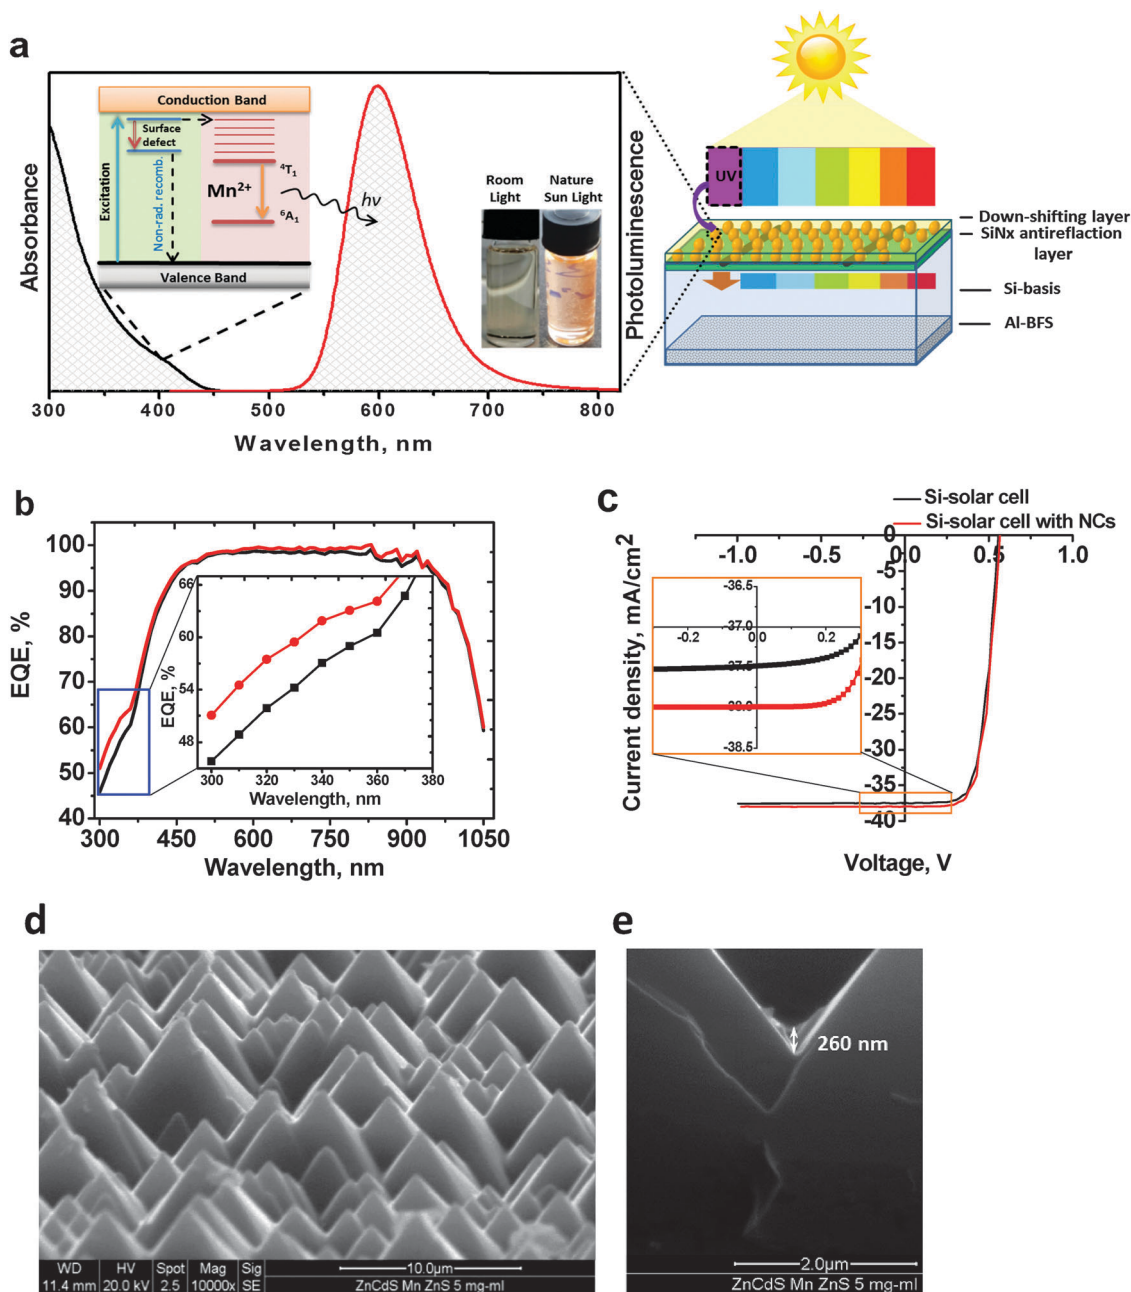 a
Conduction Band
Surface
defect
Excitation
Non-rad. recomb.
Mn2+
4T1
6A1
hν
Valence Band
Room
Light
Nature
Sun Light
Absorbance
Photoluminescence
300 400 500 600 700 800
Wavelength, nm
UV
Down-shifting layer
SiNx antireflaction
layer
Si-basis
Al-BFS
b
EQE, %
100
90
80
70
60
50
40
300 450 600 750 900 1050
Wavelength, nm
66
60
54
48
EQE, %
300 320 340 360 380
Wavelength, nm
c
Si-solar cell
Si-solar cell with NCs
Current density, mA/cm2
-1.0 -0.5 0.0 0.5 1.0
0
-5
-10
-15
-20
-25
-30
-35
-40
Voltage, V
-36.5
-0.2 0.0 -37.0 0.2
-37.5
-38.0
-38.5
d
WD HV Spot Mag Sig 10.0µm
11.4 mm 20.0 kV 2.5 10000x SE ZnCdS Mn ZnS 5 mg-ml
e
260 nm
2.0µm
ZnCdS Mn ZnS 5 mg-ml